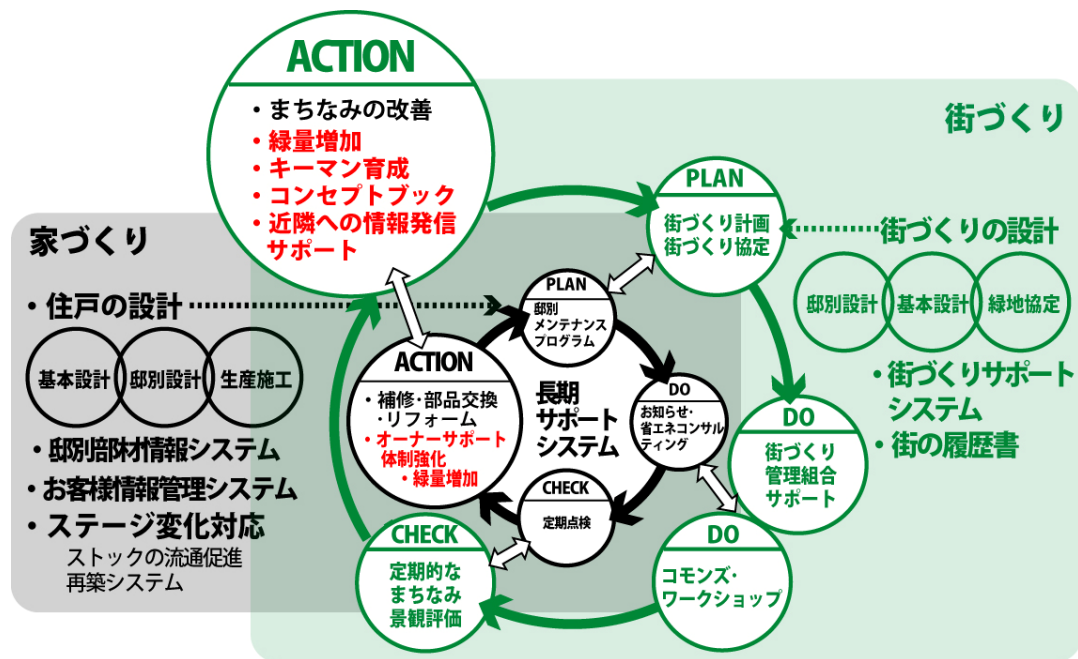 ACTION
・まちなみの改善
・緑量増加
・キーマン育成
・コンセプトブック
・近隣への情報発信
サポート
街づくり
PLAN
街づくり計画
街づくり協定
街づくりの設計
邸別設計
基本設計
緑地協定
・街づくりサポート
システム
・街の履歴書
DO
街づくり
管理組合
サポート
DO
コモンズ・
ワークショップ
CHECK
定期的な
まちなみ
景観評価
家づくり
・住戸の設計
基本設計
邸別設計
生産施工
・邸別部材情報システム
・お客様情報管理システム
・ステージ変化対応
ストックの流通促進
再築システム
PLAN
邸別
メンテナンス
プログラム
DO
お知らせ・
省エネコンサル
ティング
CHECK
定期点検
ACTION
・補修・部品交換
・リフォーム
・オーナーサポート
体制強化
・緑量増加
長期
サポート
システム